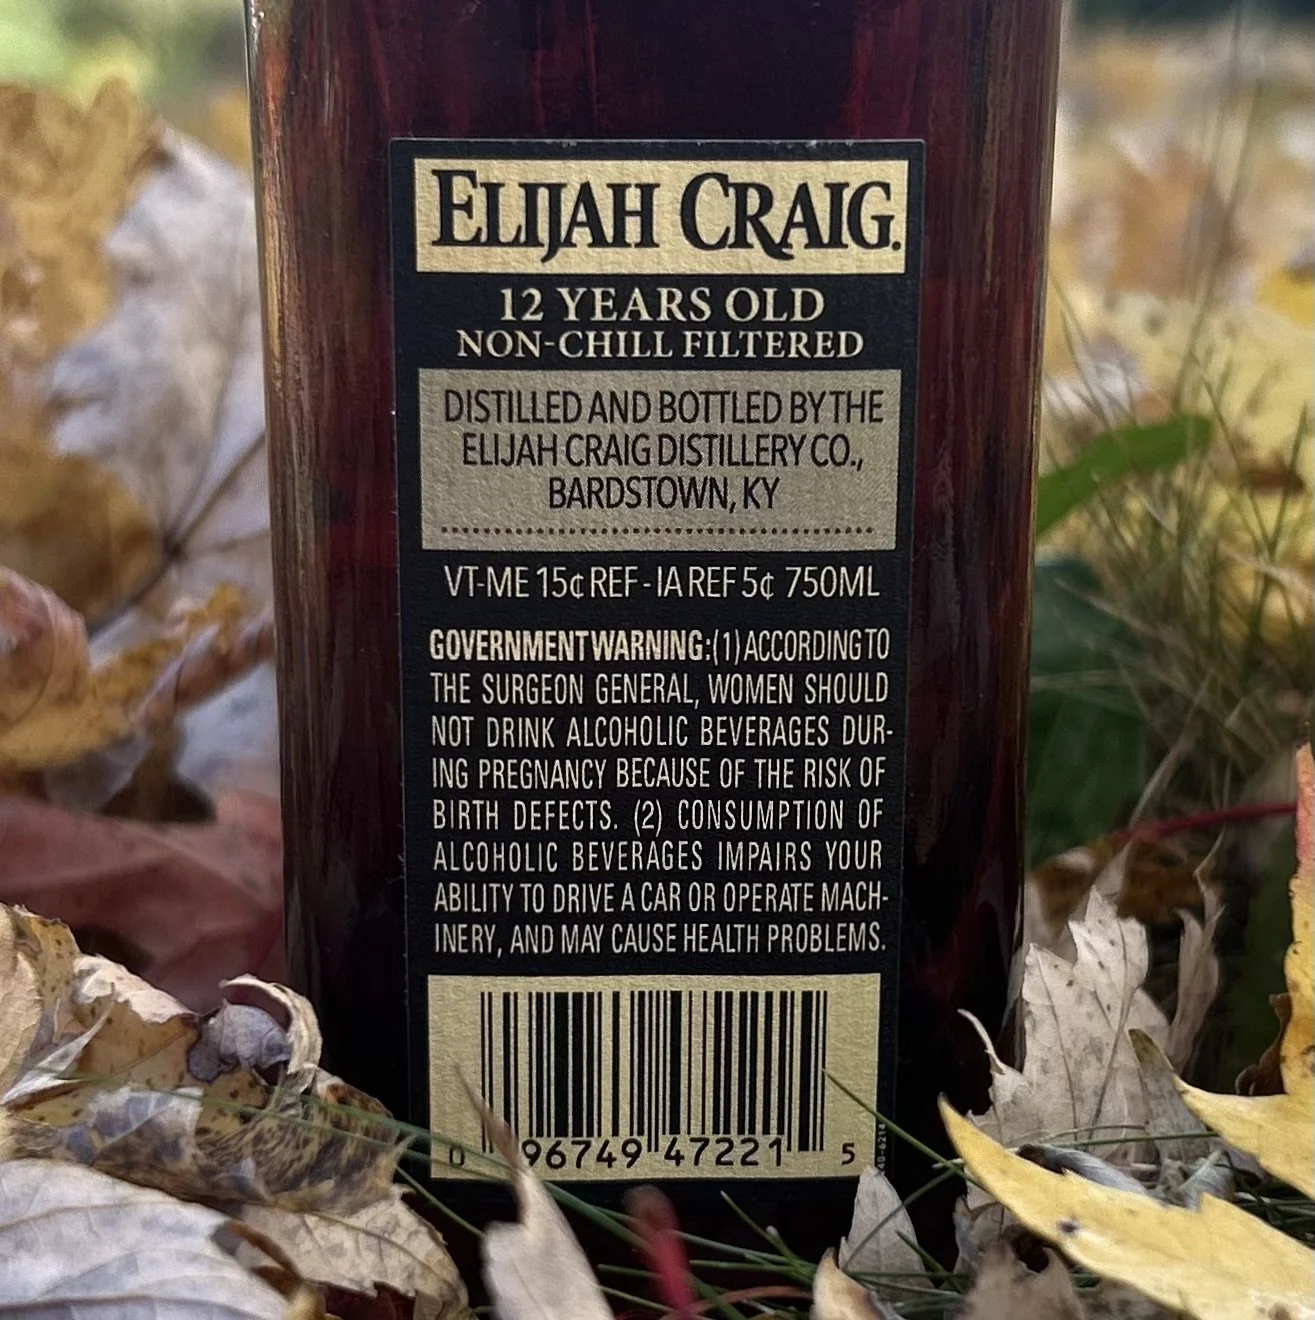 ELIJAH CRAIG.
12 YEARS OLD
NON-CHILL FILTERED
DISTILLED AND BOTTLED BY THE
ELIJAH CRAIG DISTILLERY CO.,
BARDSTOWN, KY
VT-ME 15¢ REF - IA REF 5¢ 750ML
GOVERNMENT WARNING: (1) ACCORDING TO
THE SURGEON GENERAL, WOMEN SHOULD
NOT DRINK ALCOHOLIC BEVERAGES DUR-
ING PREGNANCY BECAUSE OF THE RISK OF
BIRTH DEFECTS. (2) CONSUMPTION OF
ALCOHOLIC BEVERAGES IMPAIRS YOUR
ABILITY TO DRIVE A CAR OR OPERATE MACH-
INERY, AND MAY CAUSE HEALTH PROBLEMS.
0 96749 47221 5